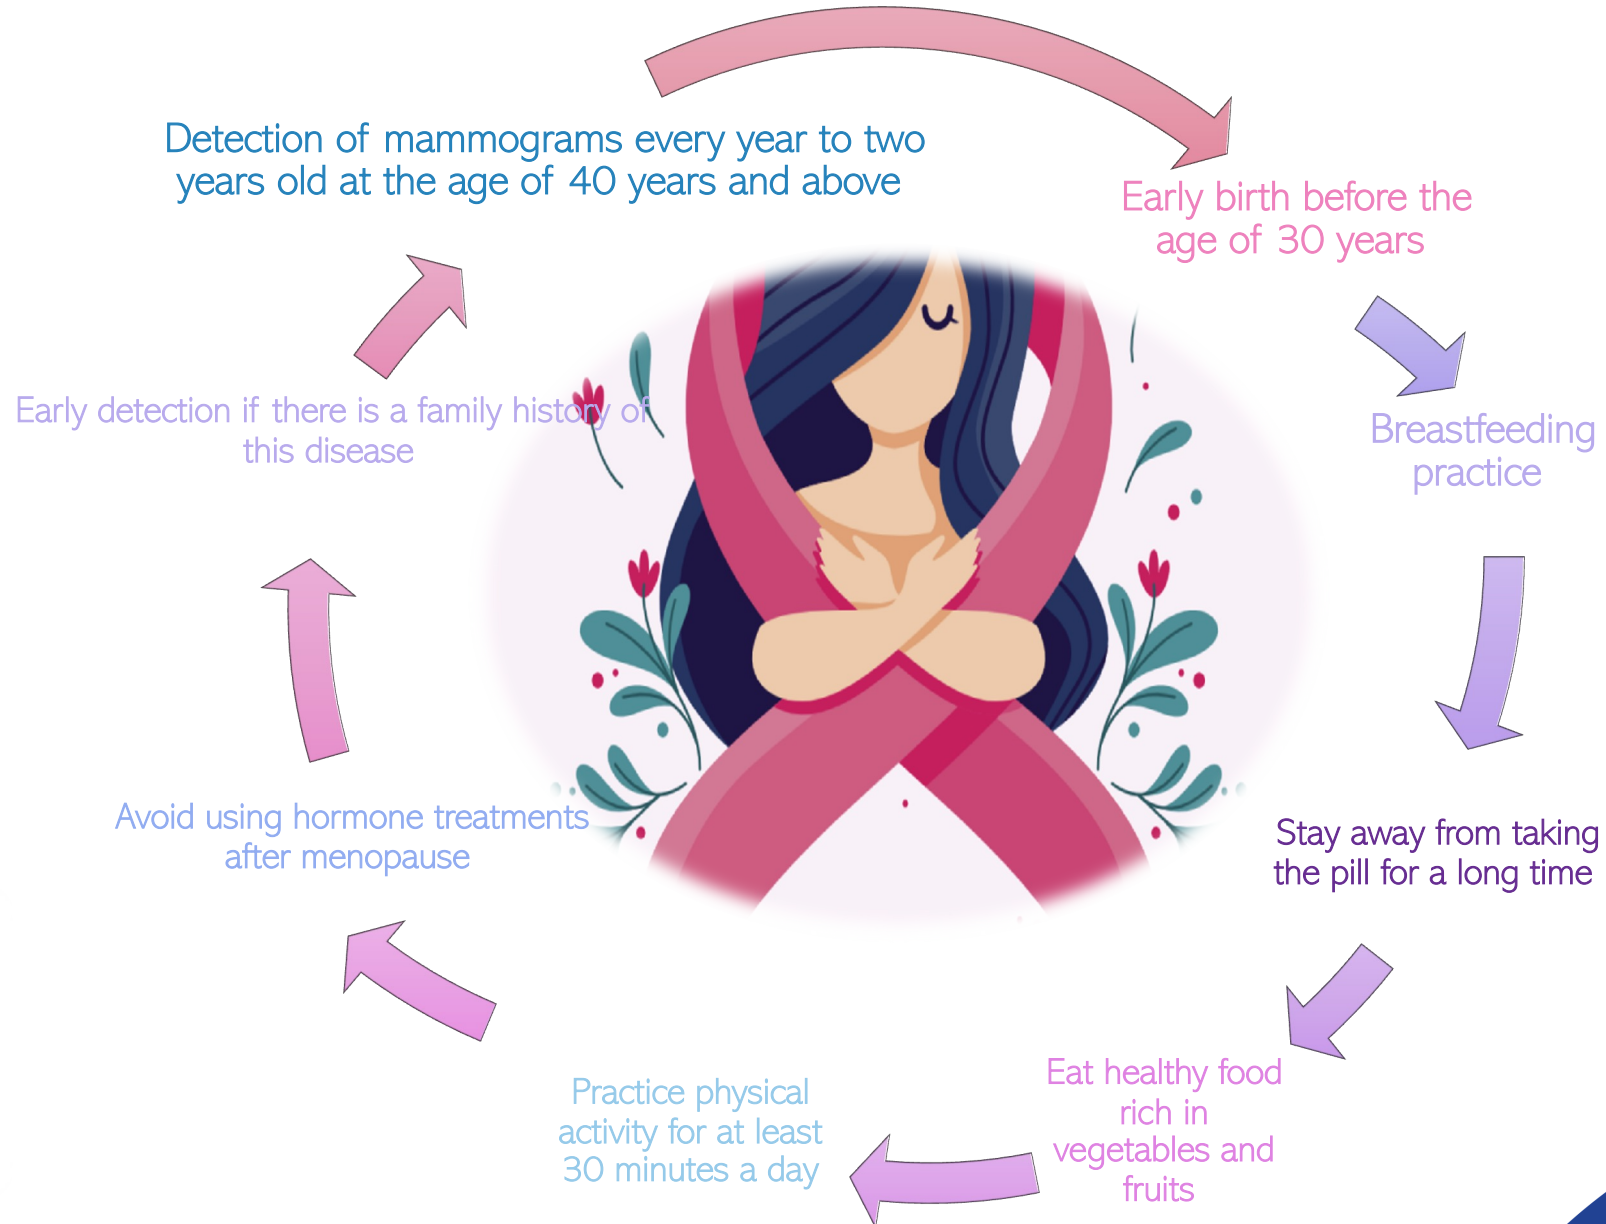 Detection of mammograms every year to two
years old at the age of 40 years and above
Early birth before the
age of 30 years
Breastfeeding
practice
Stay away from taking
the pill for a long time
Eat healthy food
rich in
vegetables and
fruits
Practice physical
activity for at least
30 minutes a day
Avoid using hormone treatments
after menopause
Early detection if there is a family history of
this disease